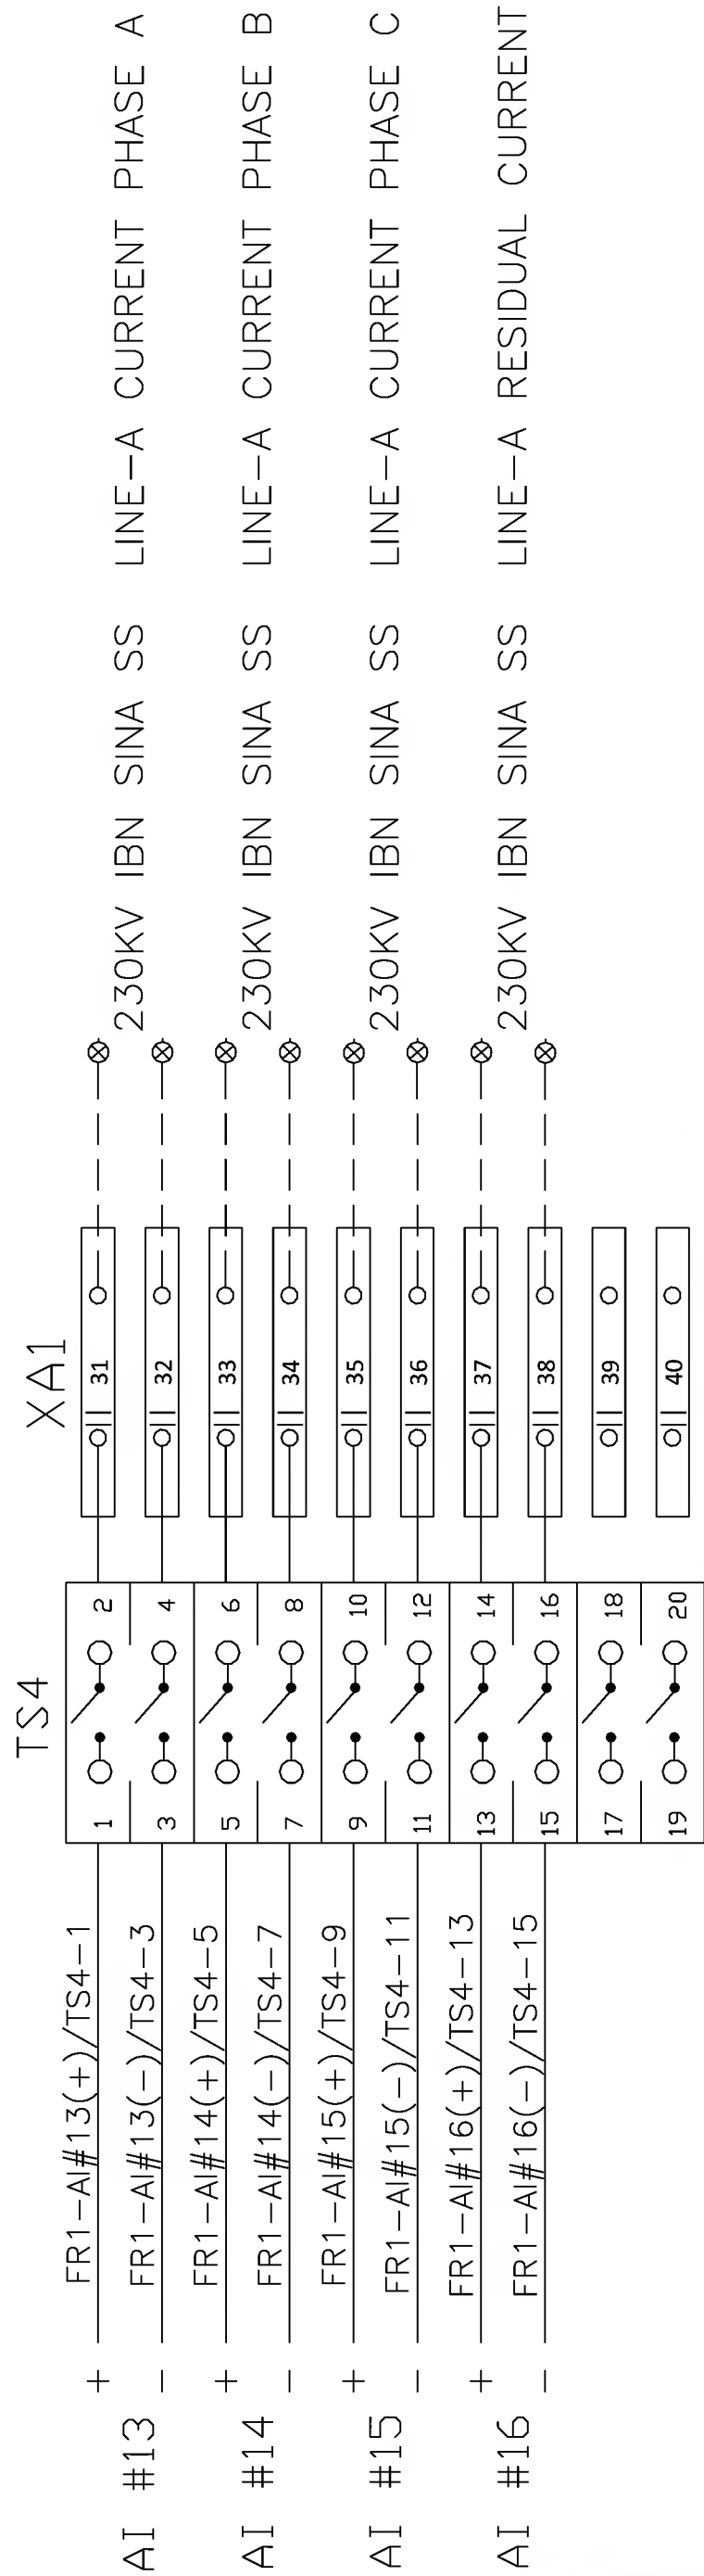 TS4
XA1
AI #13
+
FR1-AI#13(+)/TS4-1
1
2
31
230KV IBN SINA SS LINE-A CURRENT PHASE A
-
FR1-AI#13(-)/TS4-3
3
4
32
AI #14
+
FR1-AI#14(+)/TS4-5
5
6
33
230KV IBN SINA SS LINE-A CURRENT PHASE B
-
FR1-AI#14(-)/TS4-7
7
8
34
AI #15
+
FR1-AI#15(+)/TS4-9
9
10
35
230KV IBN SINA SS LINE-A CURRENT PHASE C
-
FR1-AI#15(-)/TS4-11
11
12
36
AI #16
+
FR1-AI#16(+)/TS4-13
13
14
37
230KV IBN SINA SS LINE-A RESIDUAL CURRENT
-
FR1-AI#16(-)/TS4-15
15
16
38
17
18
39
19
20
40